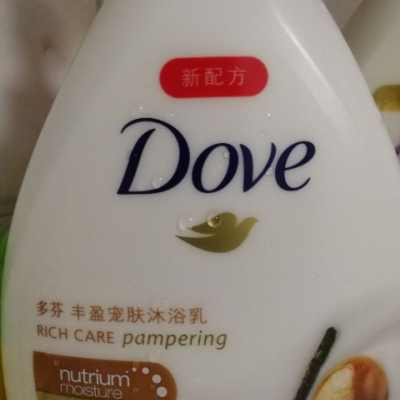 新配方
Dove
多芬 丰盈宠肤沐浴乳
RICH CARE pampering
nutrium
moisture